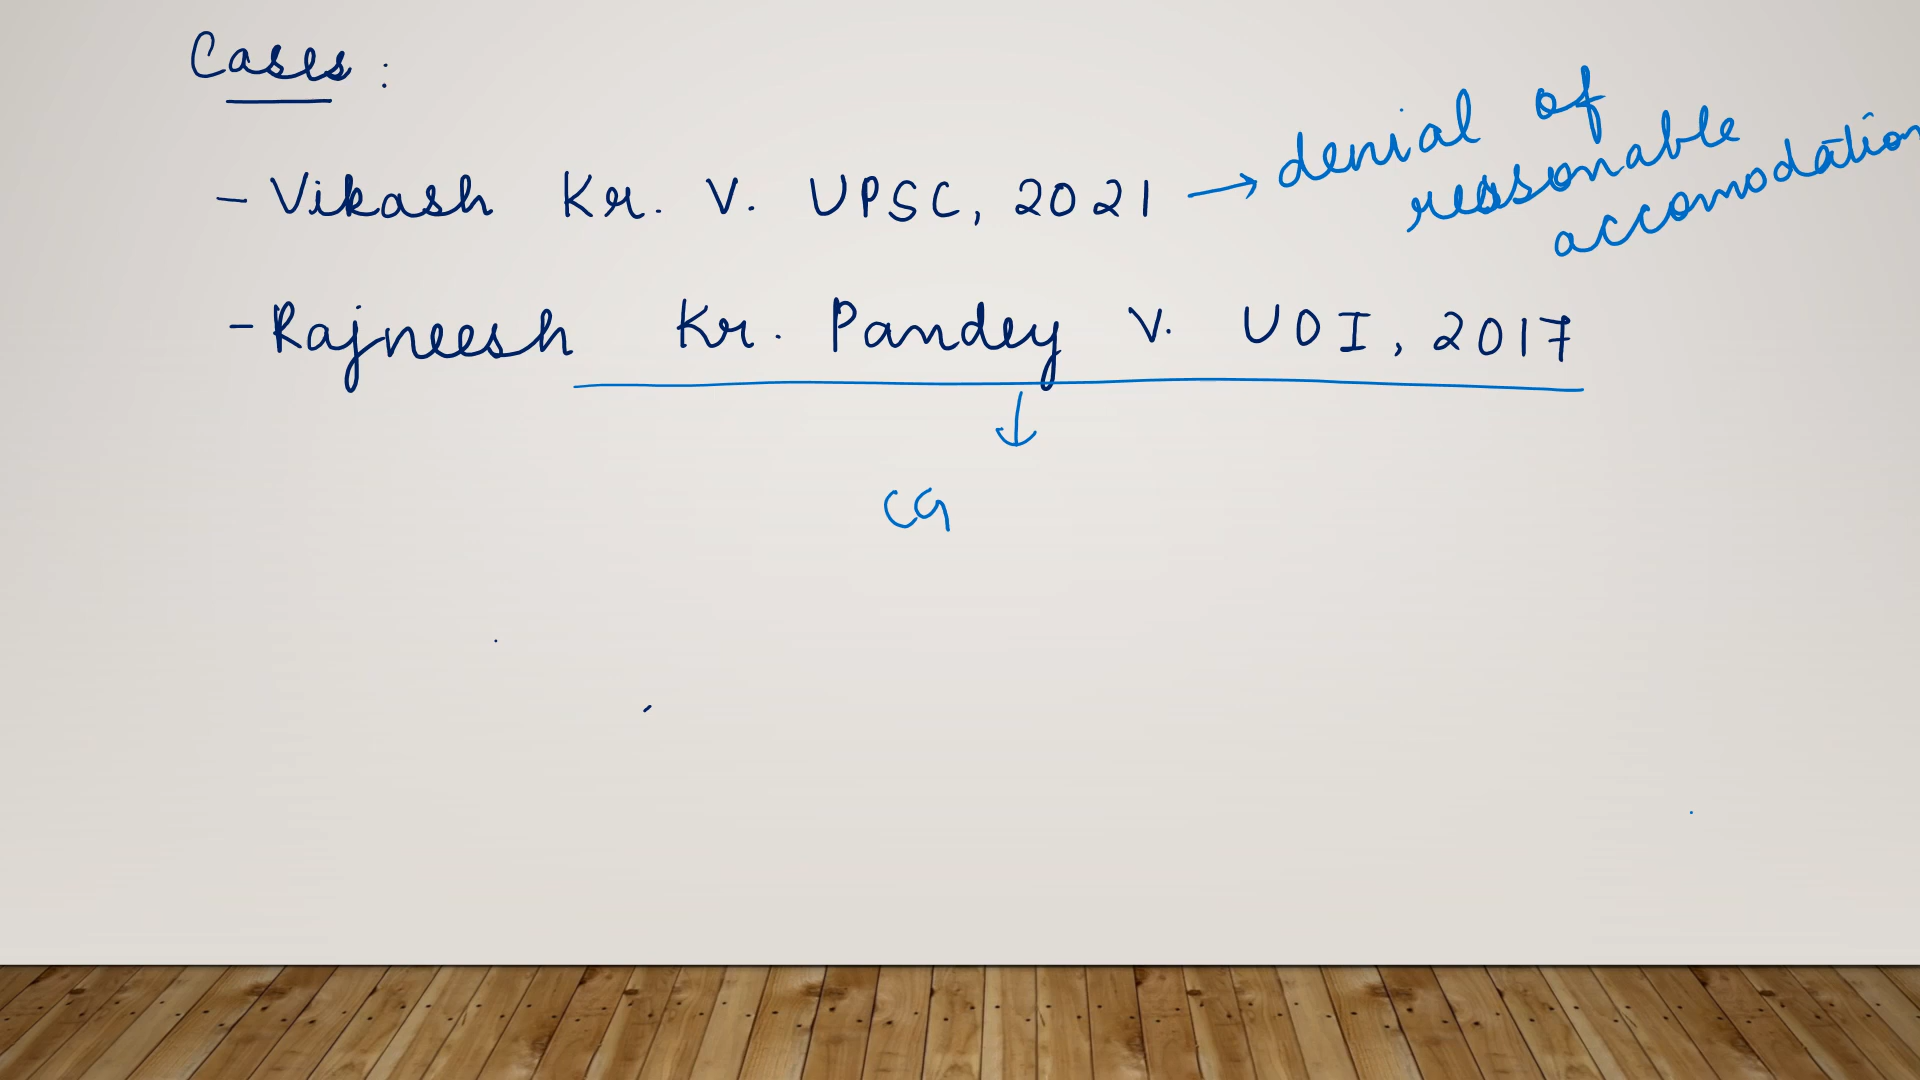 Cases :
- Vikash Kr. V. UPSC, 2021 → denial of
reasonable
accomodation
- Rajneesh Kr. Pandey V. UOI, 2017
↓
CG